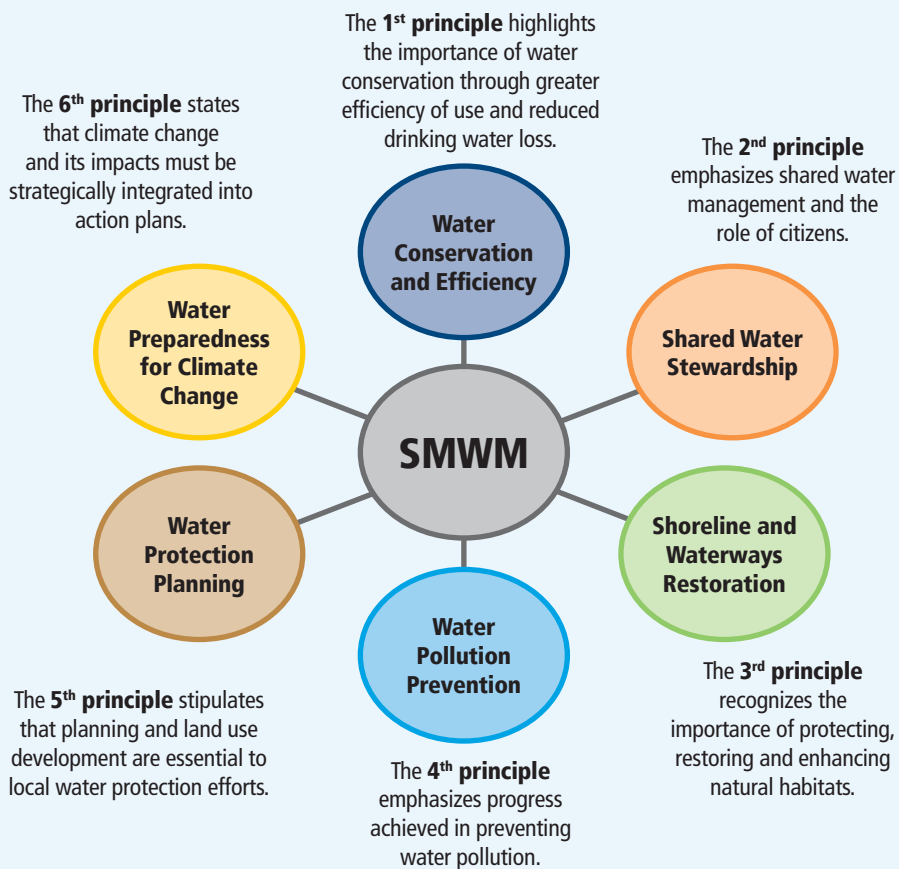 The 1st principle highlights
the importance of water
conservation through greater
efficiency of use and reduced
drinking water loss.
Water
Conservation
and Efficiency
The 2nd principle
emphasizes shared water
management and the
role of citizens.
Shared Water
Stewardship
Shoreline and
Waterways
Restoration
The 3rd principle
recognizes the
importance of protecting,
restoring and enhancing
natural habitats.
Water
Pollution
Prevention
The 4th principle
emphasizes progress
achieved in preventing
water pollution.
Water
Protection
Planning
The 5th principle stipulates
that planning and land use
development are essential to
local water protection efforts.
The 6th principle states
that climate change
and its impacts must be
strategically integrated into
action plans.
Water
Preparedness
for Climate
Change
SMWM